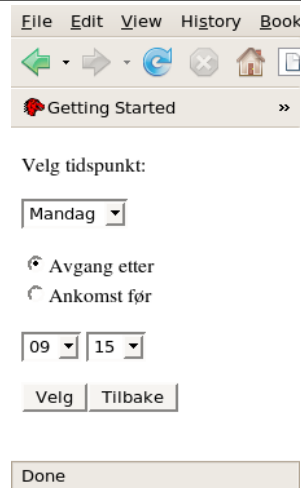 File Edit View History Book
Getting Started »
Velg tidspunkt:
Mandag
Avgang etter
Ankomst før
09 15
Velg Tilbake
Done